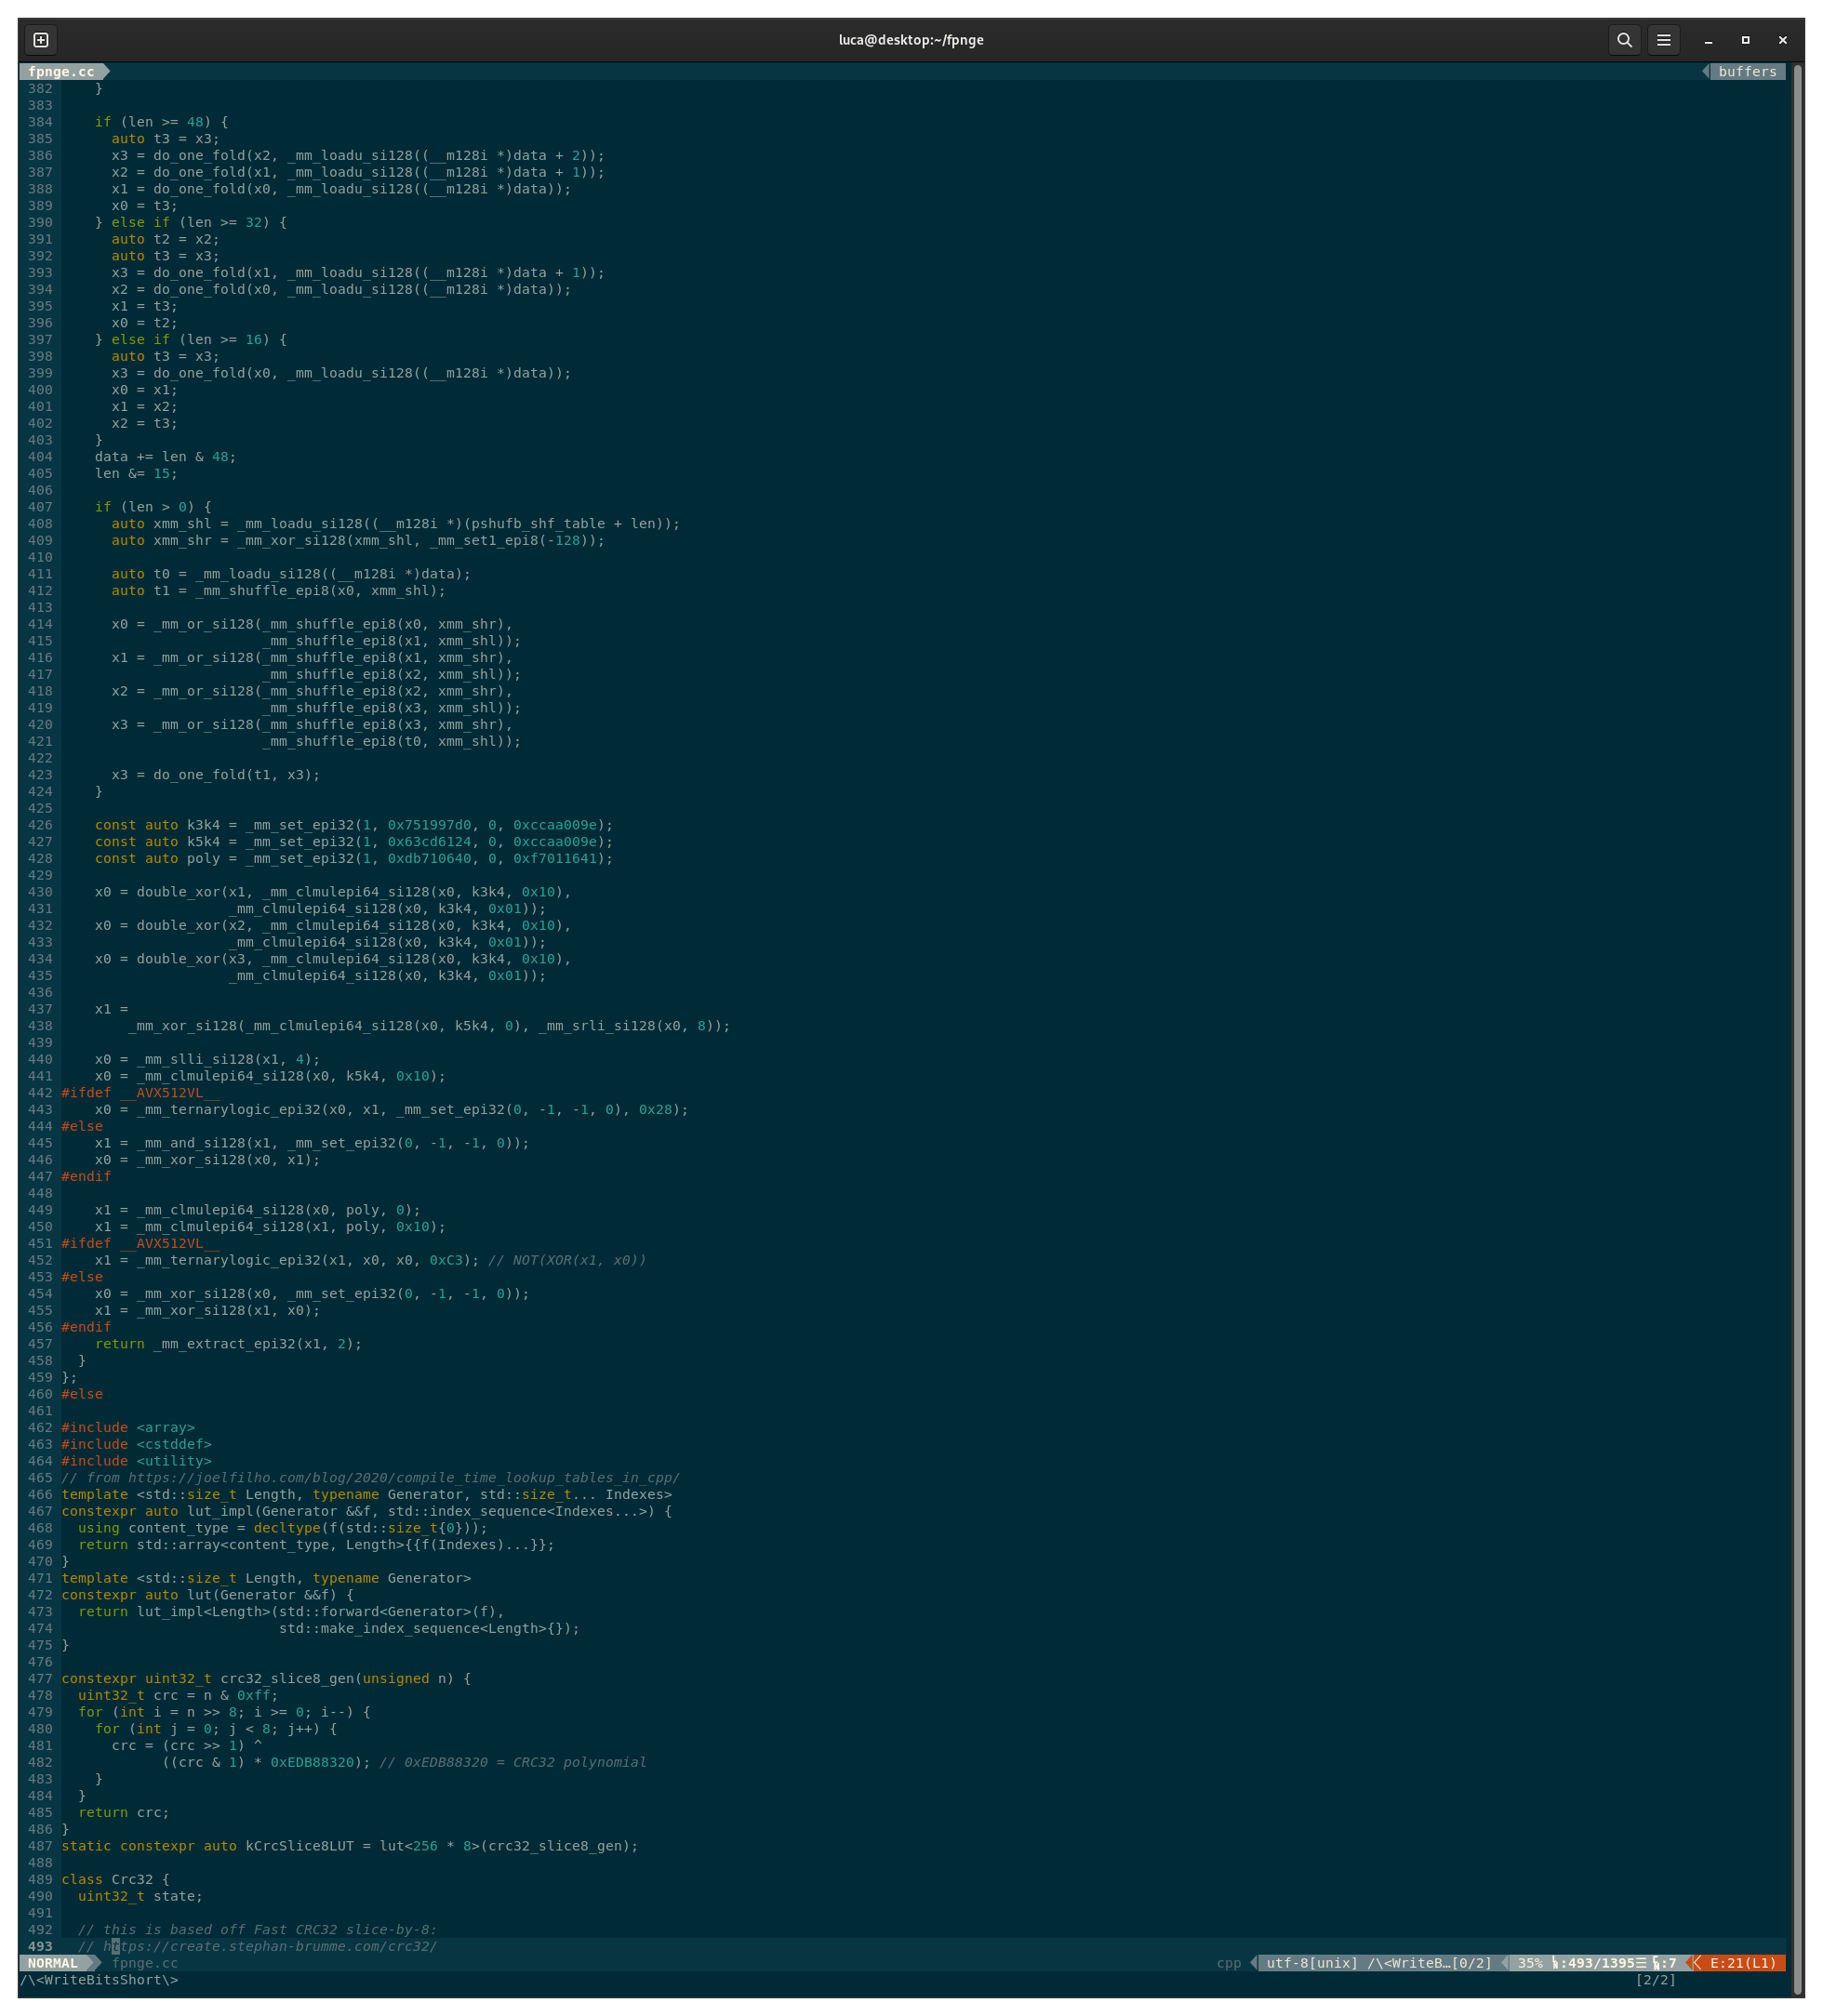 luca@desktop:~/fpnge
fpnge.cc buffers
382     }
383
384     if (len >= 48) {
385       auto t3 = x3;
386       x3 = do_one_fold(x2, _mm_loadu_si128((__m128i *)data + 2));
387       x2 = do_one_fold(x1, _mm_loadu_si128((__m128i *)data + 1));
388       x1 = do_one_fold(x0, _mm_loadu_si128((__m128i *)data));
389       x0 = t3;
390     } else if (len >= 32) {
391       auto t2 = x2;
392       auto t3 = x3;
393       x3 = do_one_fold(x1, _mm_loadu_si128((__m128i *)data + 1));
394       x2 = do_one_fold(x0, _mm_loadu_si128((__m128i *)data));
395       x1 = t3;
396       x0 = t2;
397     } else if (len >= 16) {
398       auto t3 = x3;
399       x3 = do_one_fold(x0, _mm_loadu_si128((__m128i *)data));
400       x0 = x1;
401       x1 = x2;
402       x2 = t3;
403     }
404     data += len & 48;
405     len &= 15;
406
407     if (len > 0) {
408       auto xmm_shl = _mm_loadu_si128((__m128i *)(pshufb_shf_table + len));
409       auto xmm_shr = _mm_xor_si128(xmm_shl, _mm_set1_epi8(-128));
410
411       auto t0 = _mm_loadu_si128((__m128i *)data);
412       auto t1 = _mm_shuffle_epi8(x0, xmm_shl);
413
414       x0 = _mm_or_si128(_mm_shuffle_epi8(x0, xmm_shr),
415                         _mm_shuffle_epi8(x1, xmm_shl));
416       x1 = _mm_or_si128(_mm_shuffle_epi8(x1, xmm_shr),
417                         _mm_shuffle_epi8(x2, xmm_shl));
418       x2 = _mm_or_si128(_mm_shuffle_epi8(x2, xmm_shr),
419                         _mm_shuffle_epi8(x3, xmm_shl));
420       x3 = _mm_or_si128(_mm_shuffle_epi8(x3, xmm_shr),
421                         _mm_shuffle_epi8(t0, xmm_shl));
422
423       x3 = do_one_fold(t1, x3);
424     }
425
426     const auto k3k4 = _mm_set_epi32(1, 0x751997d0, 0, 0xccaa009e);
427     const auto k5k4 = _mm_set_epi32(1, 0x63cd6124, 0, 0xccaa009e);
428     const auto poly = _mm_set_epi32(1, 0xdb710640, 0, 0xf7011641);
429
430     x0 = double_xor(x1, _mm_clmulepi64_si128(x0, k3k4, 0x10),
431                     _mm_clmulepi64_si128(x0, k3k4, 0x01));
432     x0 = double_xor(x2, _mm_clmulepi64_si128(x0, k3k4, 0x10),
433                     _mm_clmulepi64_si128(x0, k3k4, 0x01));
434     x0 = double_xor(x3, _mm_clmulepi64_si128(x0, k3k4, 0x10),
435                     _mm_clmulepi64_si128(x0, k3k4, 0x01));
436
437     x1 =
438         _mm_xor_si128(_mm_clmulepi64_si128(x0, k5k4, 0), _mm_srli_si128(x0, 8));
439
440     x0 = _mm_slli_si128(x1, 4);
441     x0 = _mm_clmulepi64_si128(x0, k5k4, 0x10);
442 #ifdef __AVX512VL__
443     x0 = _mm_ternarylogic_epi32(x0, x1, _mm_set_epi32(0, -1, -1, 0), 0x28);
444 #else
445     x1 = _mm_and_si128(x1, _mm_set_epi32(0, -1, -1, 0));
446     x0 = _mm_xor_si128(x0, x1);
447 #endif
448
449     x1 = _mm_clmulepi64_si128(x0, poly, 0);
450     x1 = _mm_clmulepi64_si128(x1, poly, 0x10);
451 #ifdef __AVX512VL__
452     x1 = _mm_ternarylogic_epi32(x1, x0, x0, 0xC3); // NOT(XOR(x1, x0))
453 #else
454     x0 = _mm_xor_si128(x0, _mm_set_epi32(0, -1, -1, 0));
455     x1 = _mm_xor_si128(x1, x0);
456 #endif
457     return _mm_extract_epi32(x1, 2);
458   }
459 };
460 #else
461
462 #include <array>
463 #include <cstddef>
464 #include <utility>
465 // from https://joelfilho.com/blog/2020/compile_time_lookup_tables_in_cpp/
466 template <std::size_t Length, typename Generator, std::size_t... Indexes>
467 constexpr auto lut_impl(Generator &&f, std::index_sequence<Indexes...>) {
468   using content_type = decltype(f(std::size_t{0}));
469   return std::array<content_type, Length>{{f(Indexes)...}};
470 }
471 template <std::size_t Length, typename Generator>
472 constexpr auto lut(Generator &&f) {
473   return lut_impl<Length>(std::forward<Generator>(f),
474                           std::make_index_sequence<Length>{});
475 }
476
477 constexpr uint32_t crc32_slice8_gen(unsigned n) {
478   uint32_t crc = n & 0xff;
479   for (int i = n >> 8; i >= 0; i--) {
480     for (int j = 0; j < 8; j++) {
481       crc = (crc >> 1) ^
482             ((crc & 1) * 0xEDB88320); // 0xEDB88320 = CRC32 polynomial
483     }
484   }
485   return crc;
486 }
487 static constexpr auto kCrcSlice8LUT = lut<256 * 8>(crc32_slice8_gen);
488
489 class Crc32 {
490   uint32_t state;
491
492   // this is based off Fast CRC32 slice-by-8:
493   // https://create.stephan-brumme.com/crc32/
NORMAL fpnge.cc cpp utf-8[unix] /\<WriteB…[0/2] 35% :493/1395☰ :7 E:21(L1)
/\<WriteBitsShort\> [2/2]